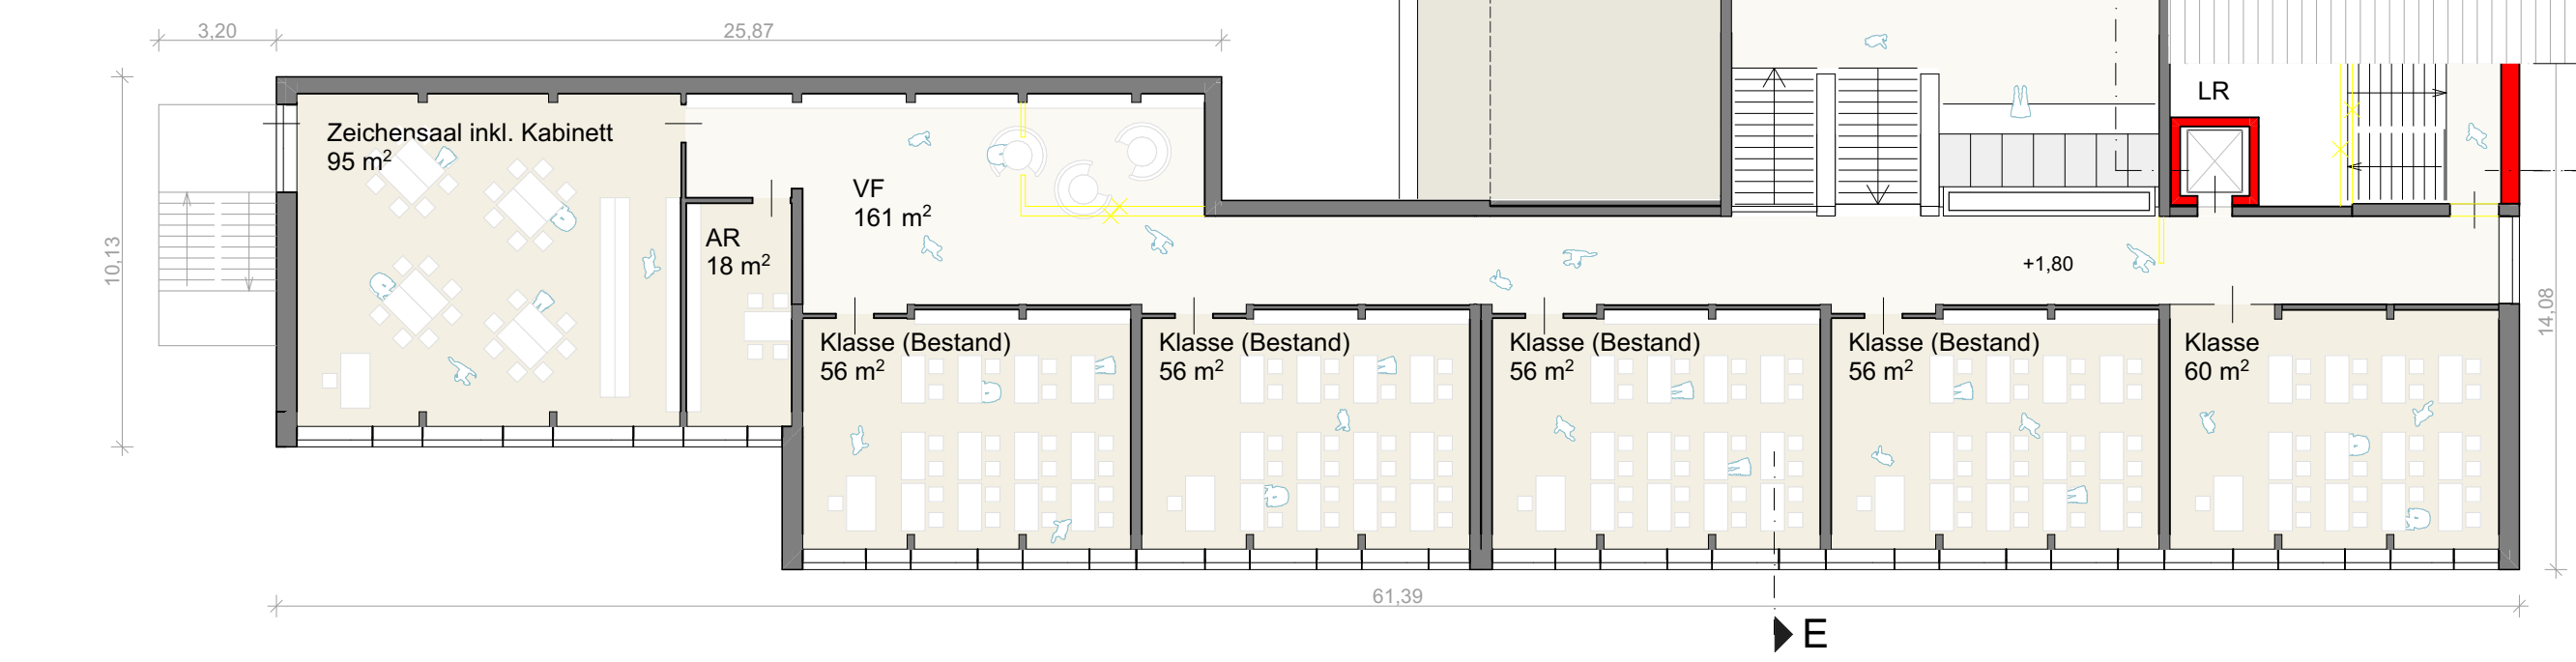 3,20
25,87
LR
Zeichensaal inkl. Kabinett
95 m²
VF
161 m²
AR
18 m²
10,13
+1,80
14,08
Klasse (Bestand)
56 m²
Klasse (Bestand)
56 m²
Klasse (Bestand)
56 m²
Klasse (Bestand)
56 m²
Klasse
60 m²
61,39
E